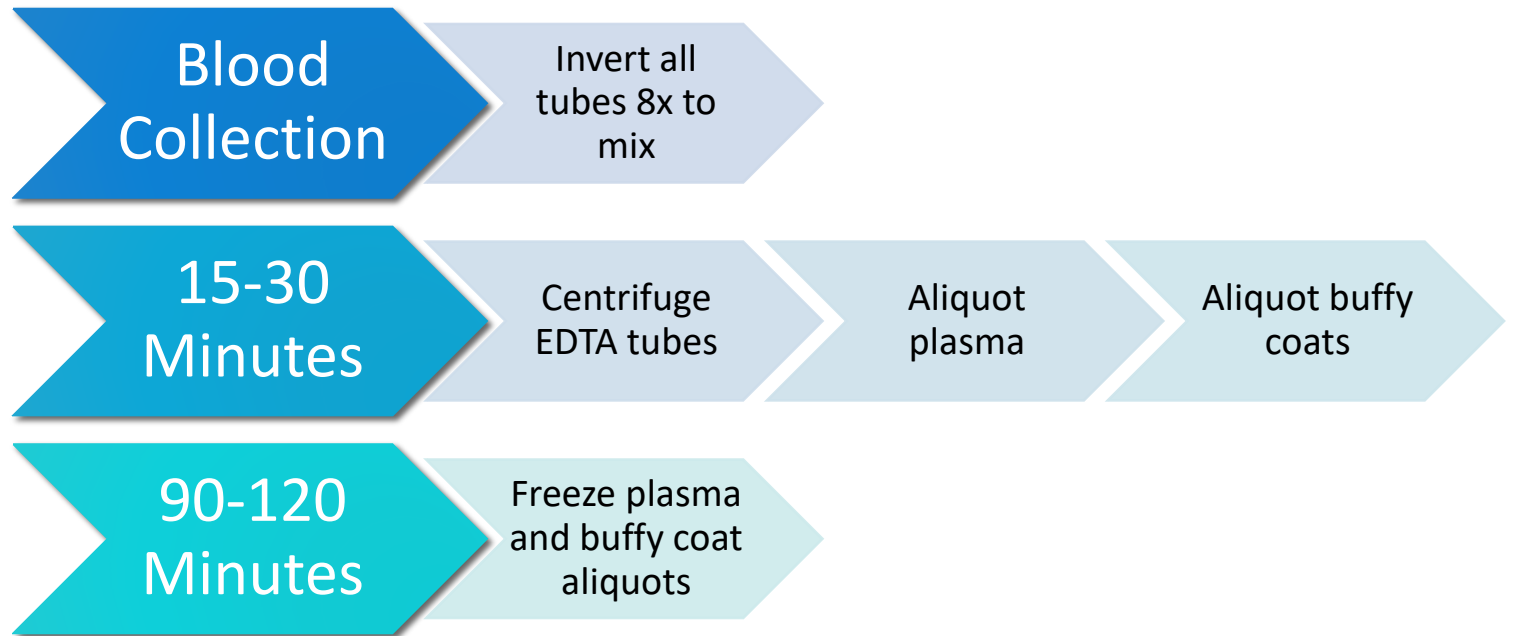 Blood
Collection
Invert all
tubes 8x to
mix
15-30
Minutes
Centrifuge
EDTA tubes
Aliquot
plasma
Aliquot buffy
coats
90-120
Minutes
Freeze plasma
and buffy coat
aliquots